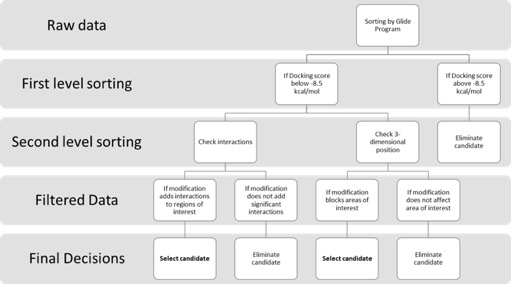 Raw data
Sorting by Glide
Program
First level sorting
If Docking score
below -8.5
kcal/mol
If Docking score
above -8.5
kcal/mol
Second level sorting
Check interactions
Check 3-
dimensional
position
Eliminate
candidate
Filtered Data
If modification
adds interactions
to regions of
interest
If modification
does not add
significant
interactions
If modification
blocks areas of
interest
If modification
does not affect
area of interest
Final Decisions
Select candidate
Eliminate
candidate
Select candidate
Eliminate
candidate